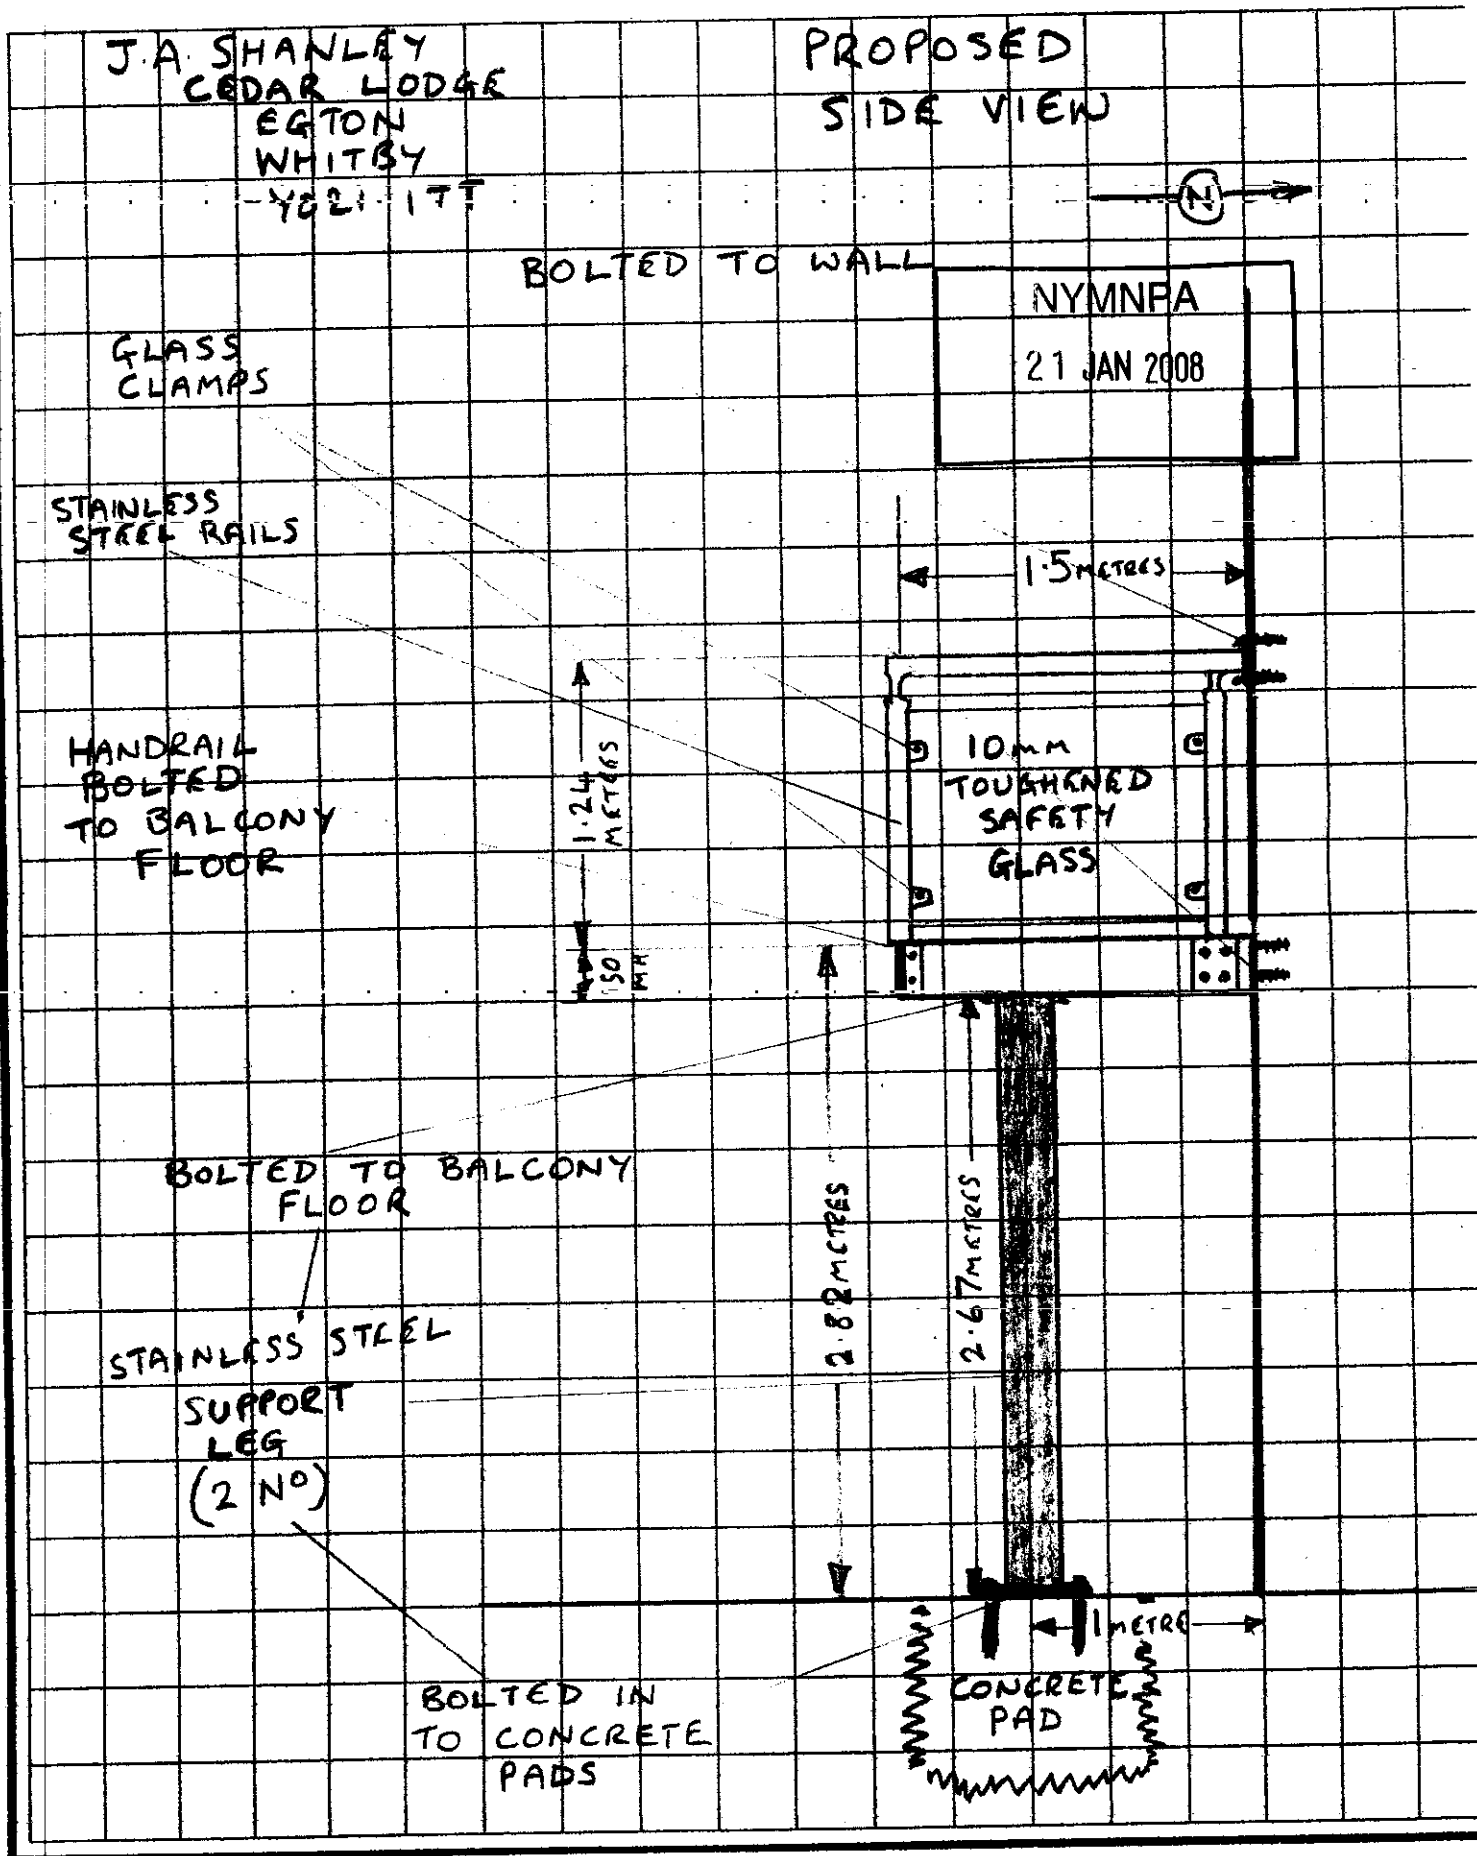 J.A. SHANLEY
CEDAR LODGE
EGTON
WHITBY
YO21 1TT
PROPOSED
SIDE VIEW
N
BOLTED TO WALL
NYMNPA
21 JAN 2008
GLASS
CLAMPS
STAINLESS
STEEL RAILS
1.5 METRES
HANDRAIL
BOLTED
TO BALCONY
FLOOR
1.24
METRES
10MM
TOUGHENED
SAFETY
GLASS
150
MM
BOLTED TO BALCONY
FLOOR
2.82 METRES
2.67 METRES
STAINLESS STEEL
SUPPORT
LEG
(2 NO)
1 METRE
BOLTED IN
TO CONCRETE
PADS
CONCRETE
PAD